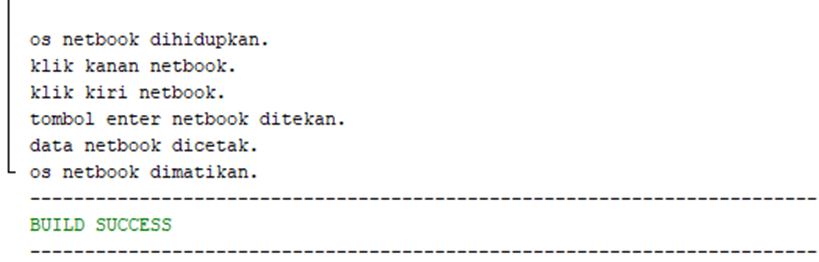 os netbook dihidupkan.
klik kanan netbook.
klik kiri netbook.
tombol enter netbook ditekan.
data netbook dicetak.
os netbook dimatikan.
------------------------------------------------------------------------
BUILD SUCCESS
------------------------------------------------------------------------